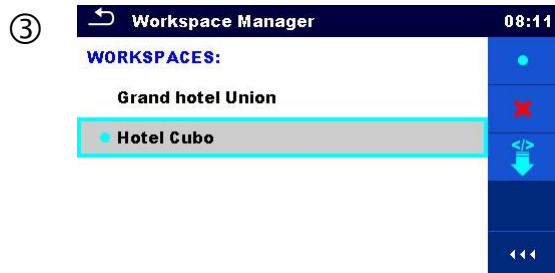 ③
Workspace Manager 08:11
WORKSPACES:
Grand hotel Union
Hotel Cubo
</>